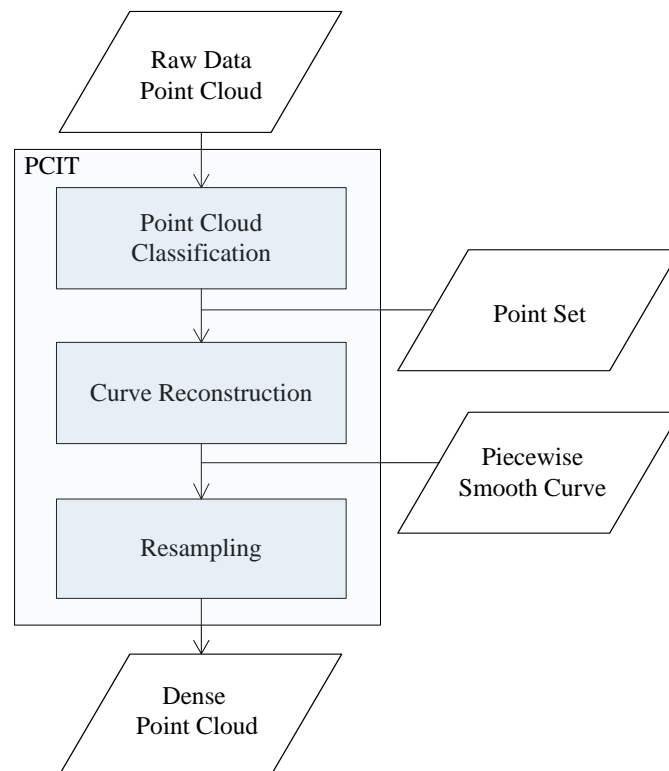 Raw Data
Point Cloud
PCIT
Point Cloud
Classification
Point Set
Curve Reconstruction
Piecewise
Smooth Curve
Resampling
Dense
Point Cloud